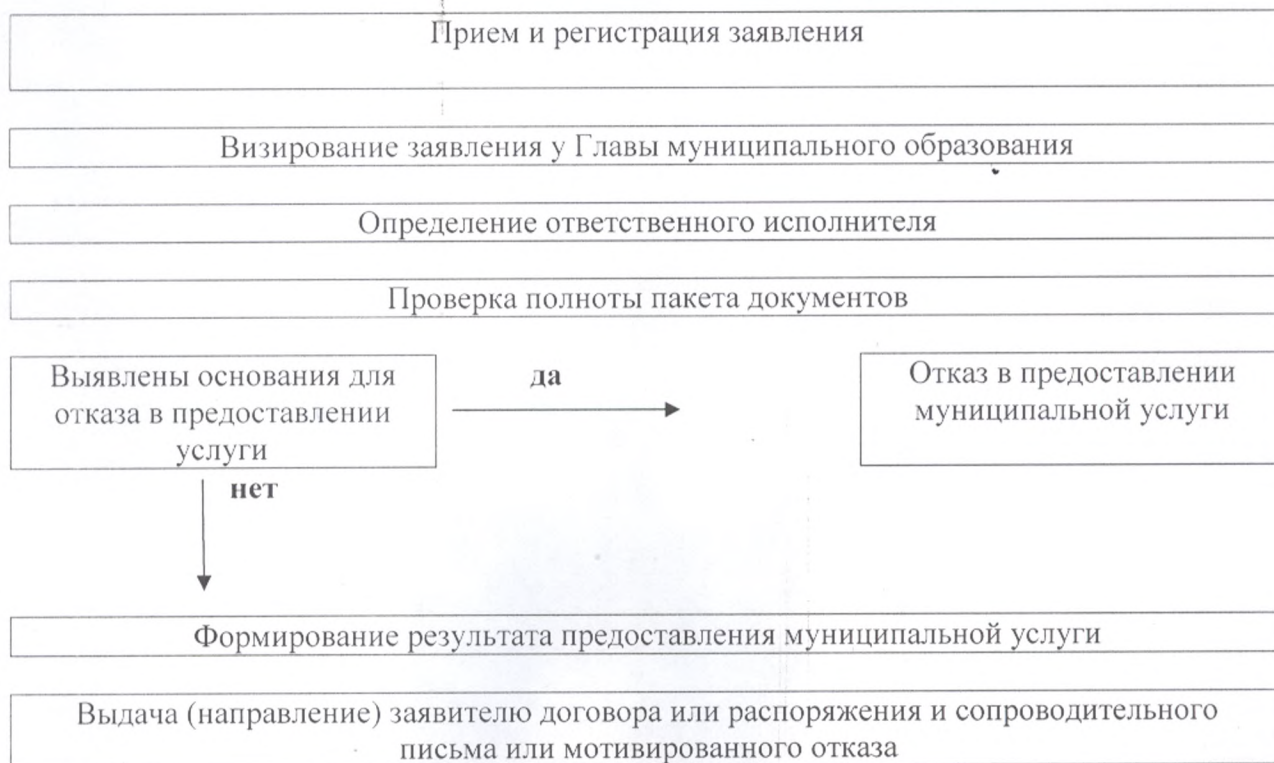 Прием и регистрация заявления
Визирование заявления у Главы муниципального образования
Определение ответственного исполнителя
Проверка полноты пакета документов
Выявлены основания для
отказа в предоставлении
услуги
да
Отказ в предоставлении
муниципальной услуги
нет
Формирование результата предоставления муниципальной услуги
Выдача (направление) заявителю договора или распоряжения и сопроводительного
письма или мотивированного отказа